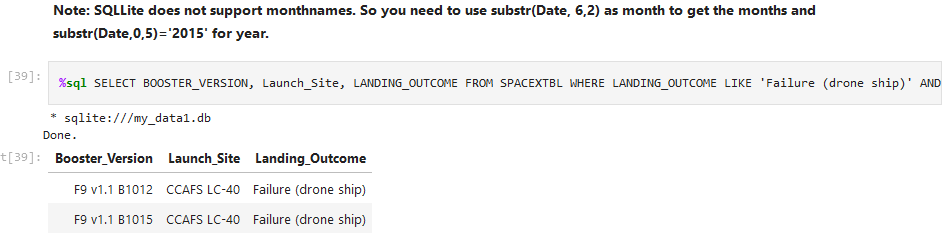 Note: SQLLite does not support monthnames. So you need to use substr(Date, 6,2) as month to get the months and
substr(Date,0,5)='2015' for year.
[39]: %sql SELECT BOOSTER_VERSION, Launch_Site, LANDING_OUTCOME FROM SPACEXTBL WHERE LANDING_OUTCOME LIKE 'Failure (drone ship)' AND
* sqlite:///my_data1.db
Done.
t[39]: Booster_Version Launch_Site Landing_Outcome
F9 v1.1 B1012 CCAFS LC-40 Failure (drone ship)
F9 v1.1 B1015 CCAFS LC-40 Failure (drone ship)